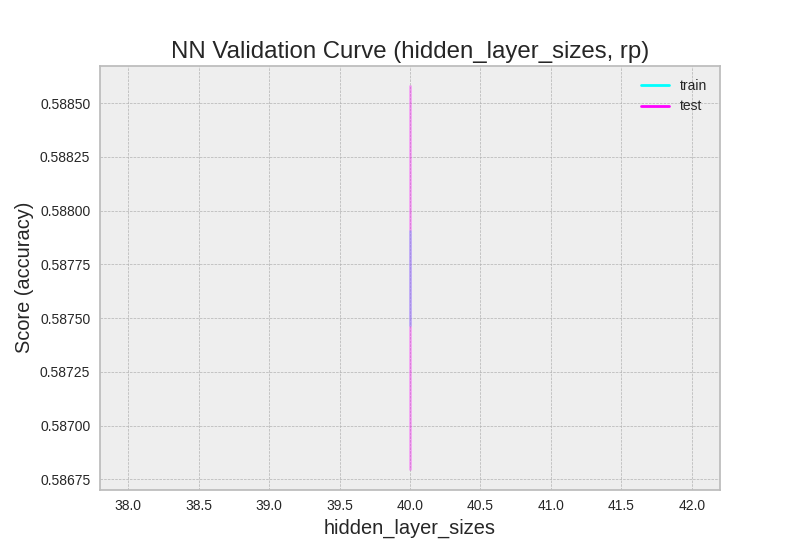 NN Validation Curve (hidden_layer_sizes, rp)
train
test
0.58850
0.58825
0.58800
0.58775
0.58750
0.58725
0.58700
0.58675
Score (accuracy)
38.0 38.5 39.0 39.5 40.0 40.5 41.0 41.5 42.0
hidden_layer_sizes